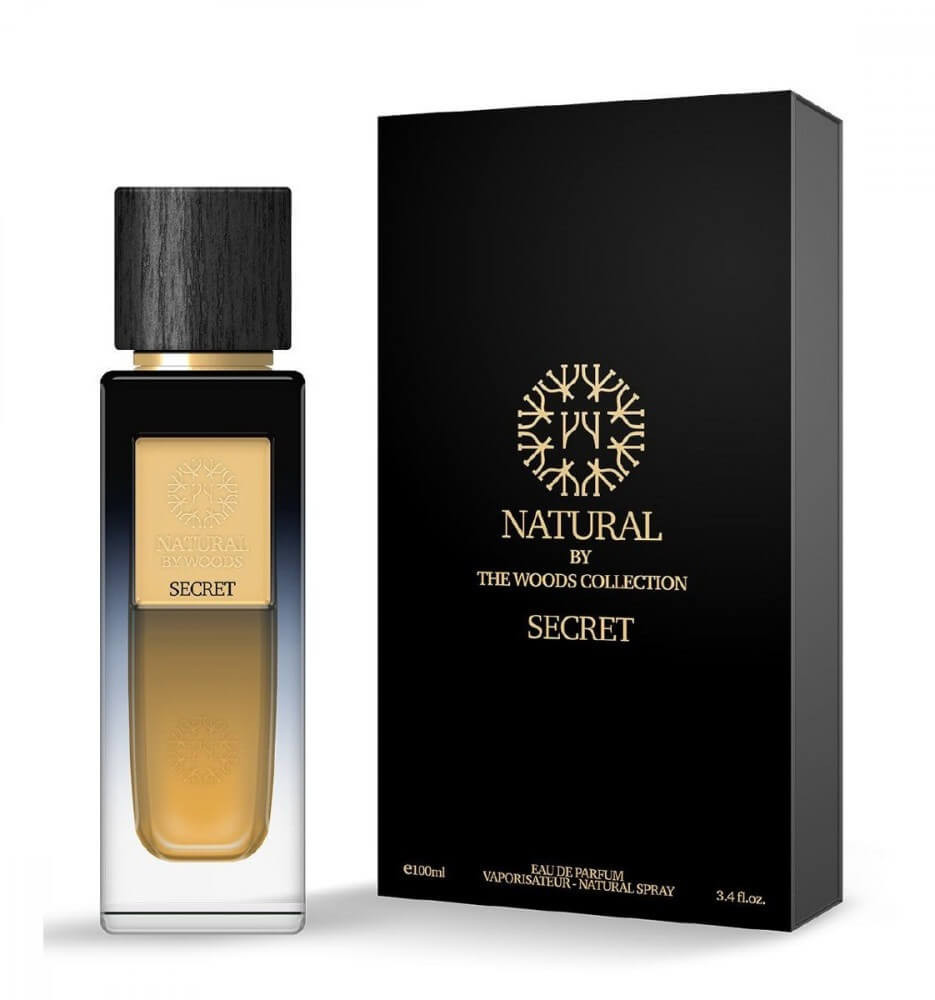 NATURAL
BY WOODS
SECRET
NATURAL
BY
THE WOODS COLLECTION
SECRET
e100ml
EAU DE PARFUM
VAPORISATEUR - NATURAL SPRAY
3.4 fl.oz.